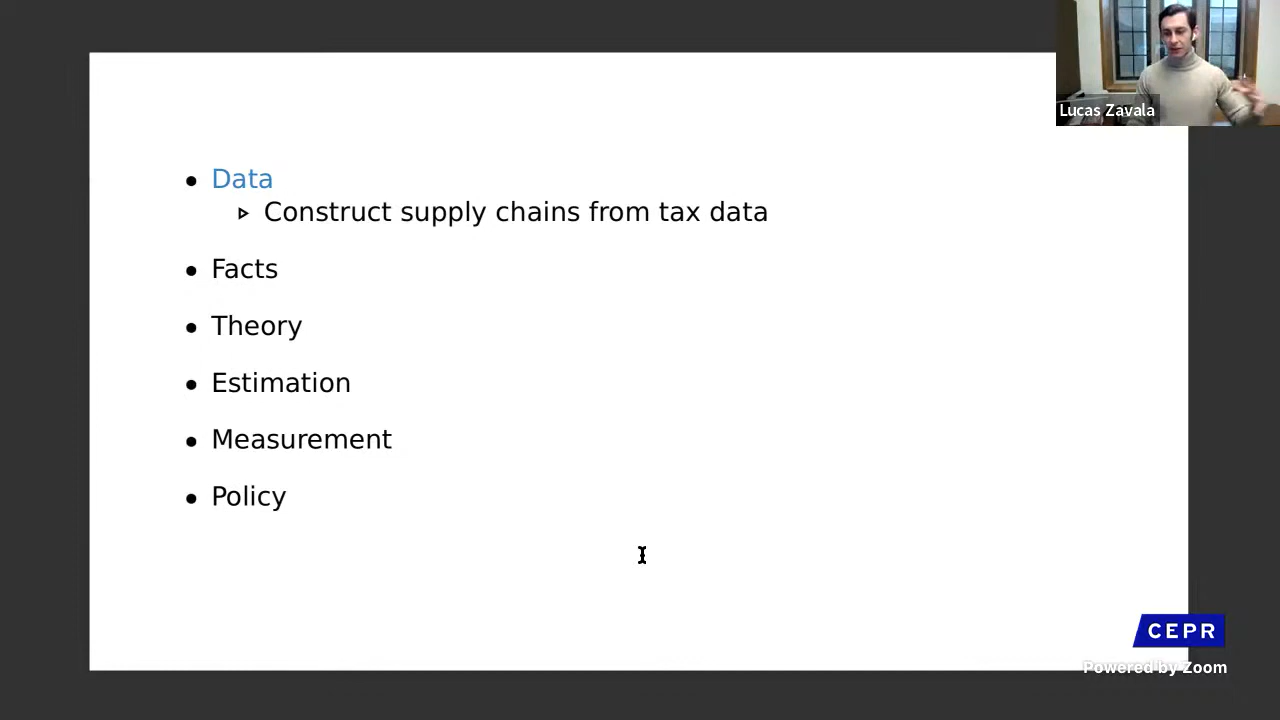 Lucas Zavala
• Data
▹ Construct supply chains from tax data
• Facts
• Theory
• Estimation
• Measurement
• Policy
CEPR
Powered by Zoom